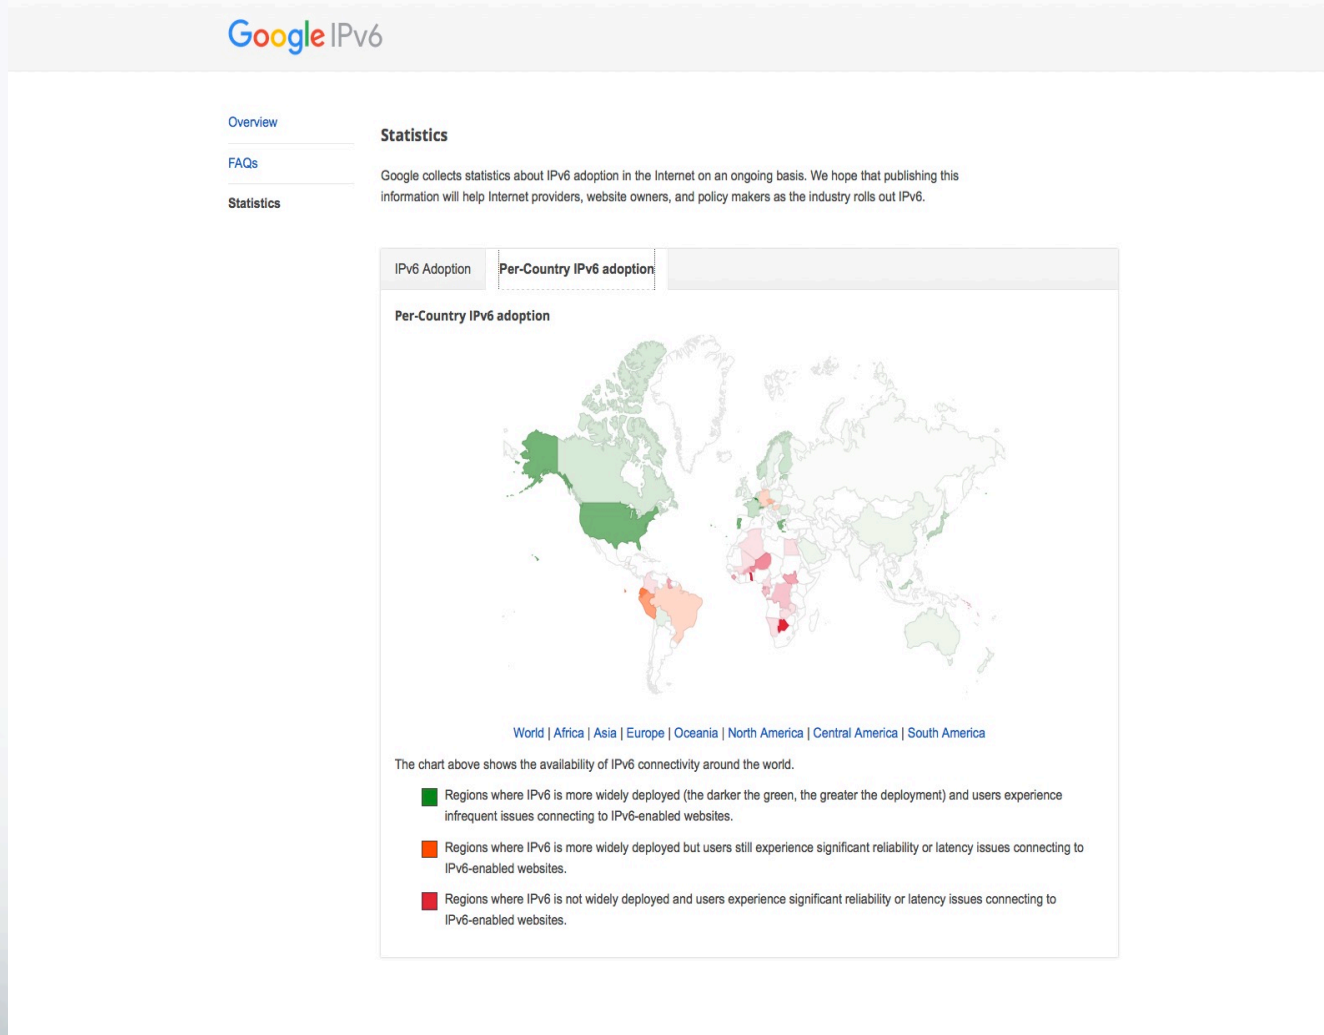 Google IPv6
Overview
FAQs
Statistics
Statistics
Google collects statistics about IPv6 adoption in the Internet on an ongoing basis. We hope that publishing this
information will help Internet providers, website owners, and policy makers as the industry rolls out IPv6.
IPv6 Adoption
Per-Country IPv6 adoption
Per-Country IPv6 adoption
World | Africa | Asia | Europe | Oceania | North America | Central America | South America
The chart above shows the availability of IPv6 connectivity around the world.
Regions where IPv6 is more widely deployed (the darker the green, the greater the deployment) and users experience
infrequent issues connecting to IPv6-enabled websites.
Regions where IPv6 is more widely deployed but users still experience significant reliability or latency issues connecting to
IPv6-enabled websites.
Regions where IPv6 is not widely deployed and users experience significant reliability or latency issues connecting to
IPv6-enabled websites.